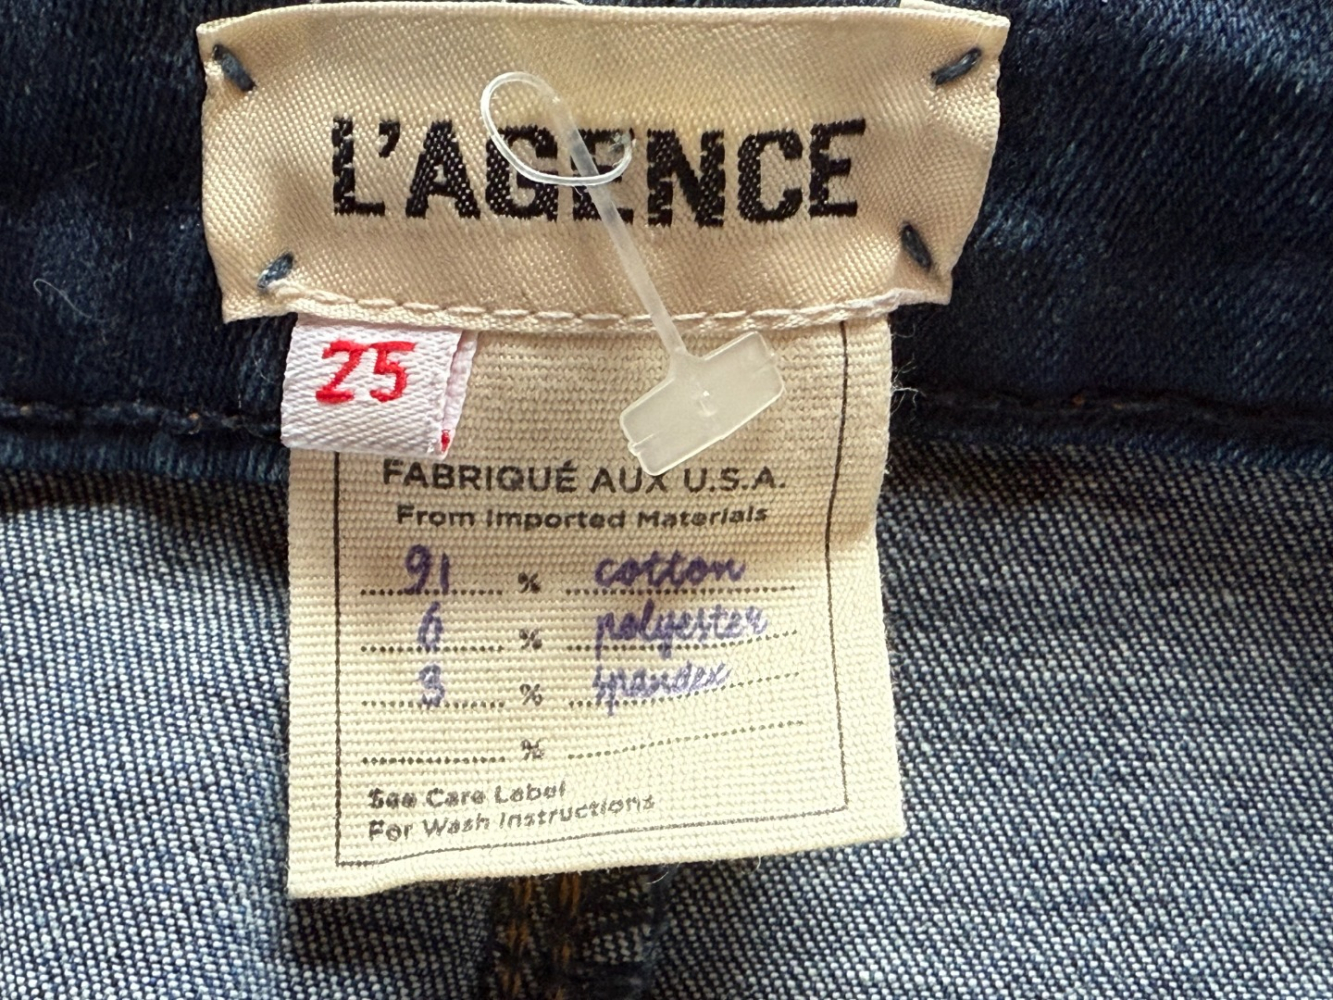 L'AGENCE
25
FABRIQUÉ AUX U.S.A.
From Imported Materials
91 % cotton
6 % polyester
3 % spandex
%
See Care Label
For Wash Instructions